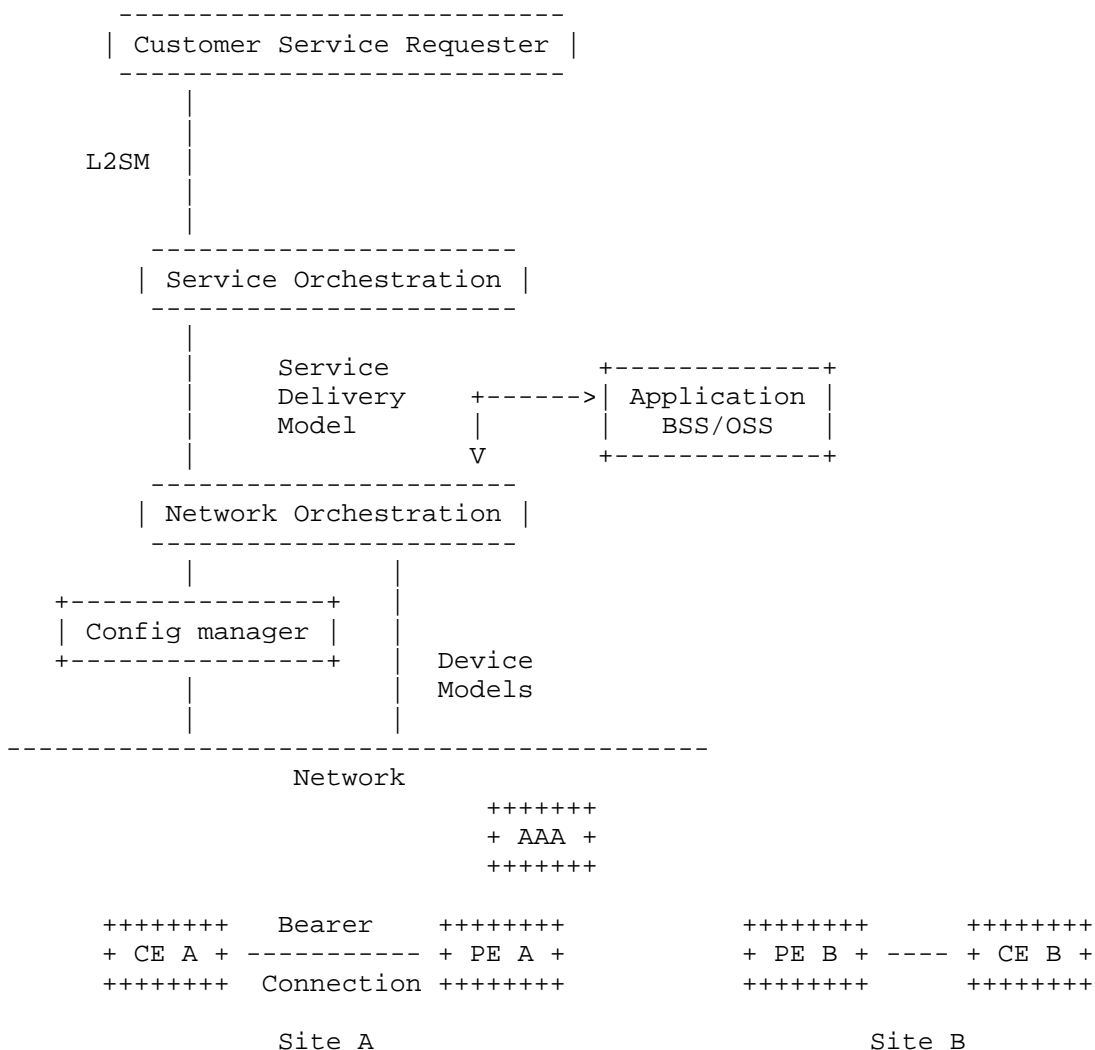 Customer Service Requester
L2SM
Service Orchestration
Service
Delivery
Model
Application
BSS/OSS
Network Orchestration
Config manager
Device
Models
Network
AAA
Bearer
CE A PE A PE B CE B
Connection
Site A Site B